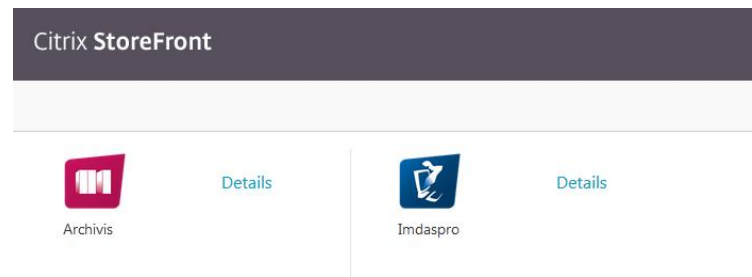 Citrix StoreFront
Details
Details
Archivis
Imdaspro